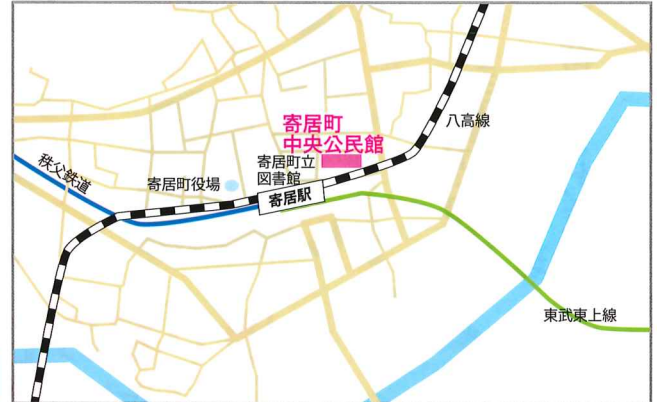 寄居町
中央公民館
八高線
寄居町立
図書館
秩父鉄道
寄居町役場
寄居駅
東武東上線